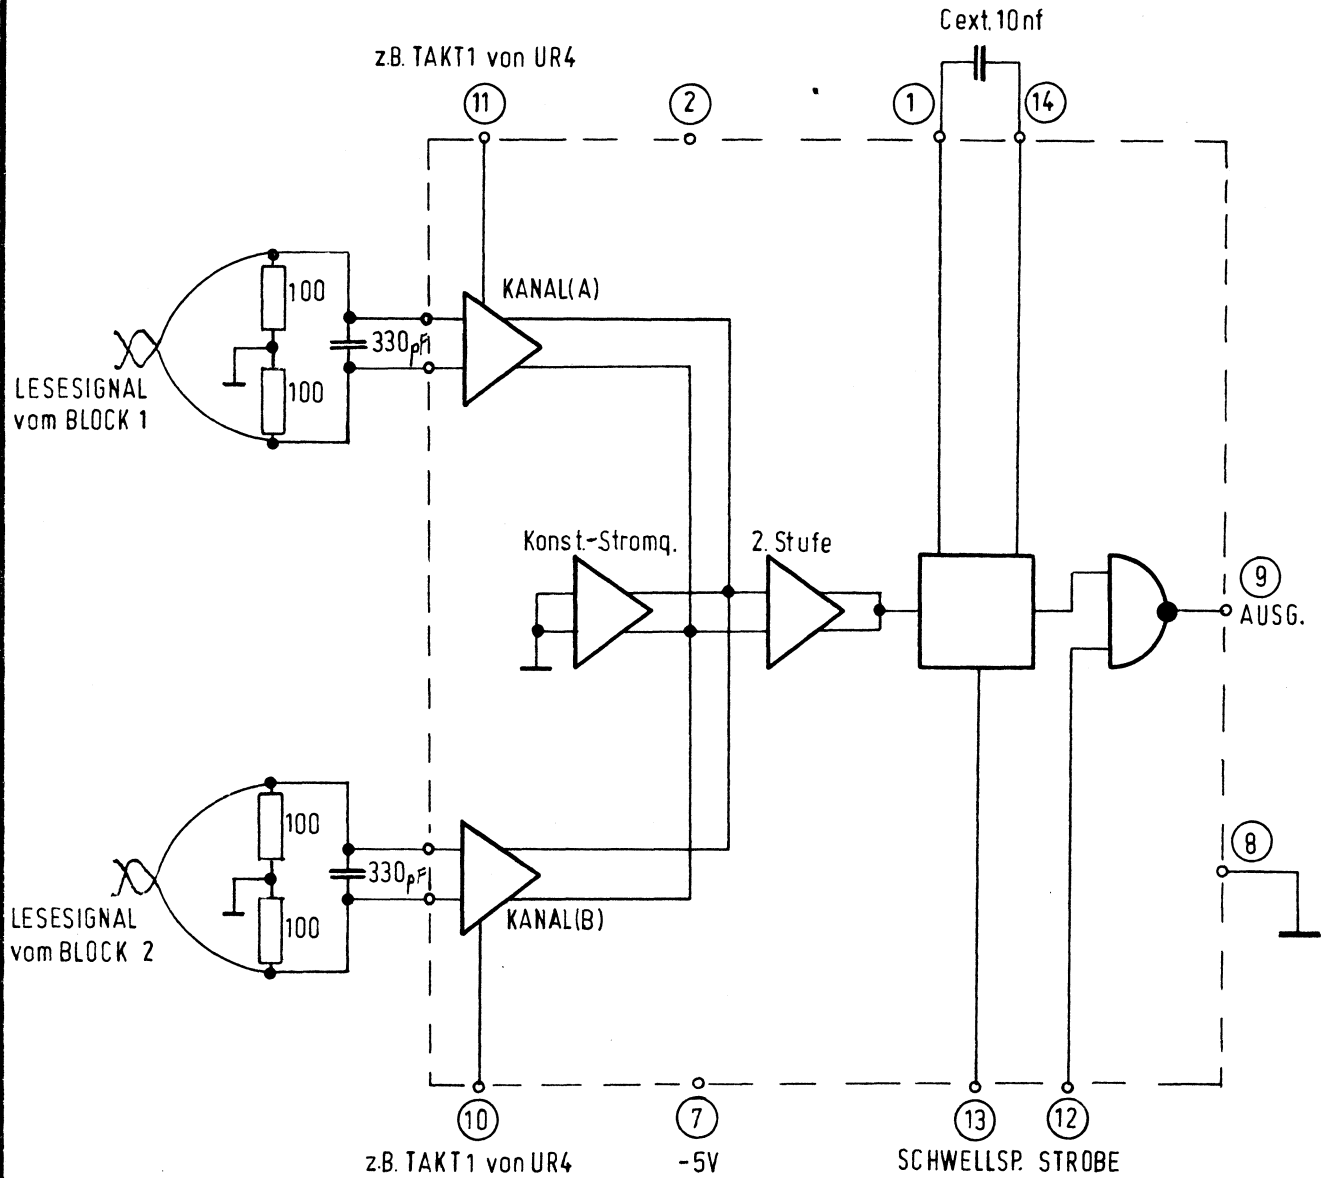 Cext.10nf
z.B. TAKT1 von UR4
11
2
1
14
KANAL(A)
100
330pF
100
LESESIGNAL
vom BLOCK 1
Konst.-Stromq.
2. Stufe
9
AUSG.
100
330pF
100
8
LESESIGNAL
vom BLOCK 2
KANAL(B)
10
7
13
12
z.B. TAKT1 von UR4
-5V
SCHWELLSP.
STROBE